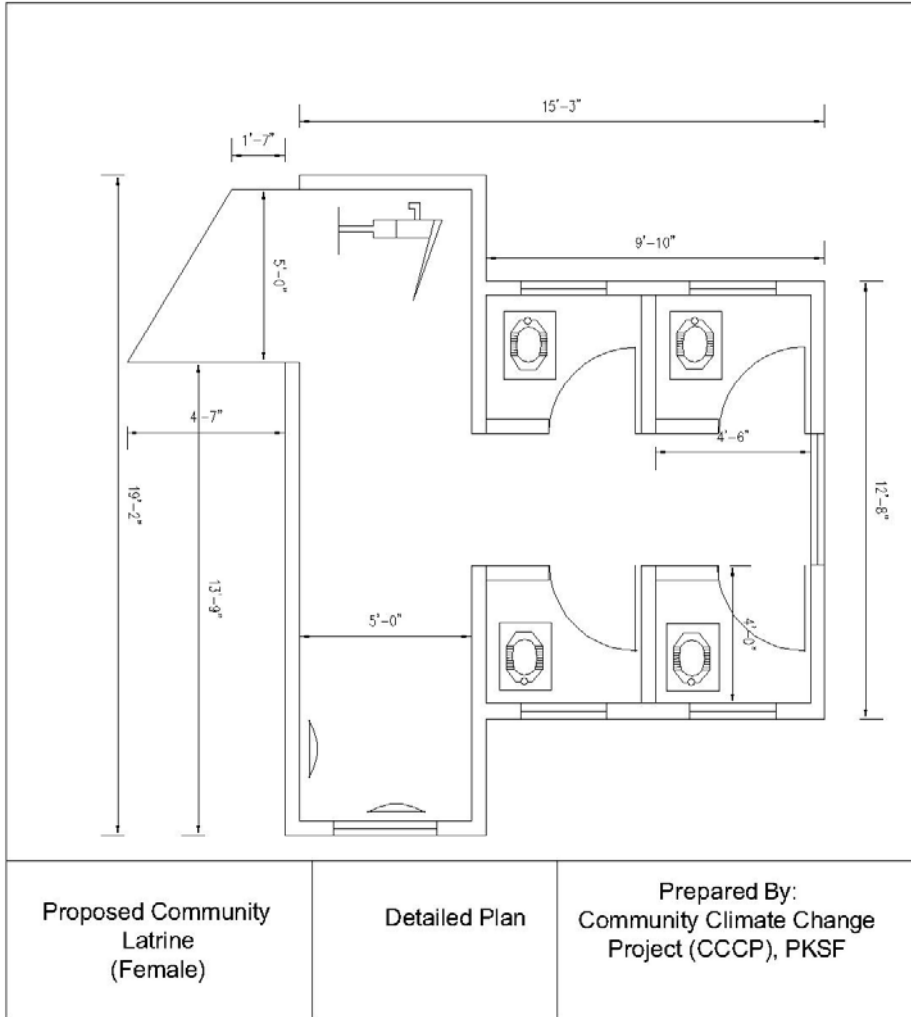 15'-3"
1'-7"
9'-10"
5'-0"
4'-7"
4'-6"
19'-2"
12'-8"
13'-9"
5'-0"
4'-0"
Proposed Community
Latrine
(Female)
Detailed Plan
Prepared By:
Community Climate Change
Project (CCCP), PKSF